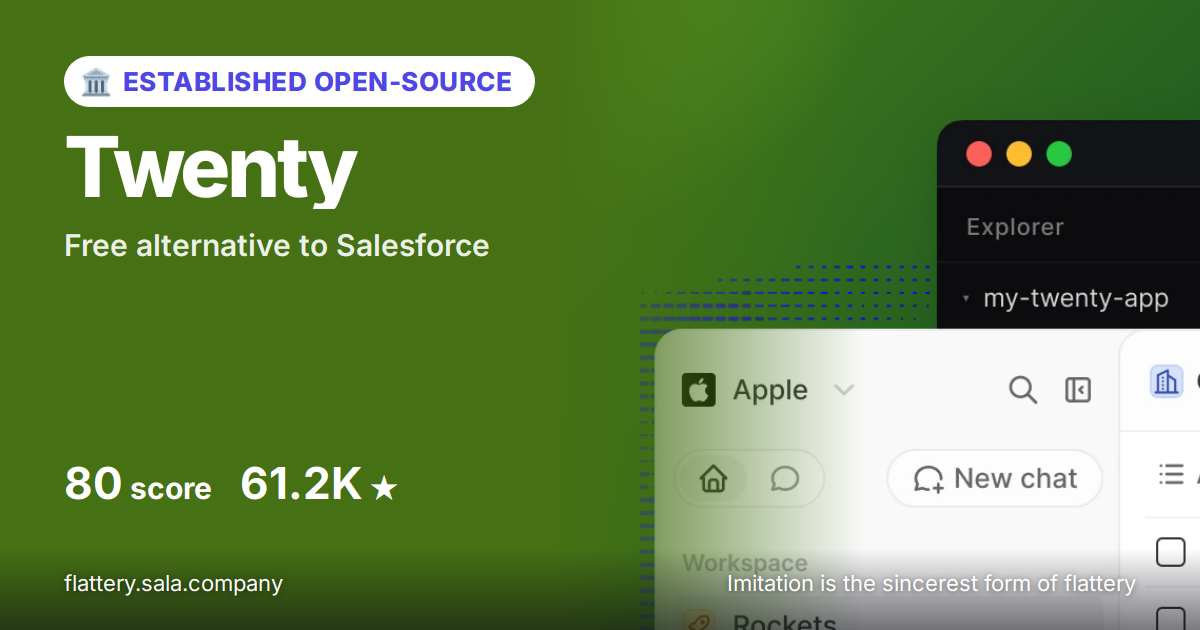 🏛️ ESTABLISHED OPEN-SOURCE
Twenty
Free alternative to Salesforce
Explorer
my-twenty-app
Apple
New chat
80 score 61.2K ★
Workspace
flattery.sala.company
Imitation is the sincerest form of flattery
Rockets